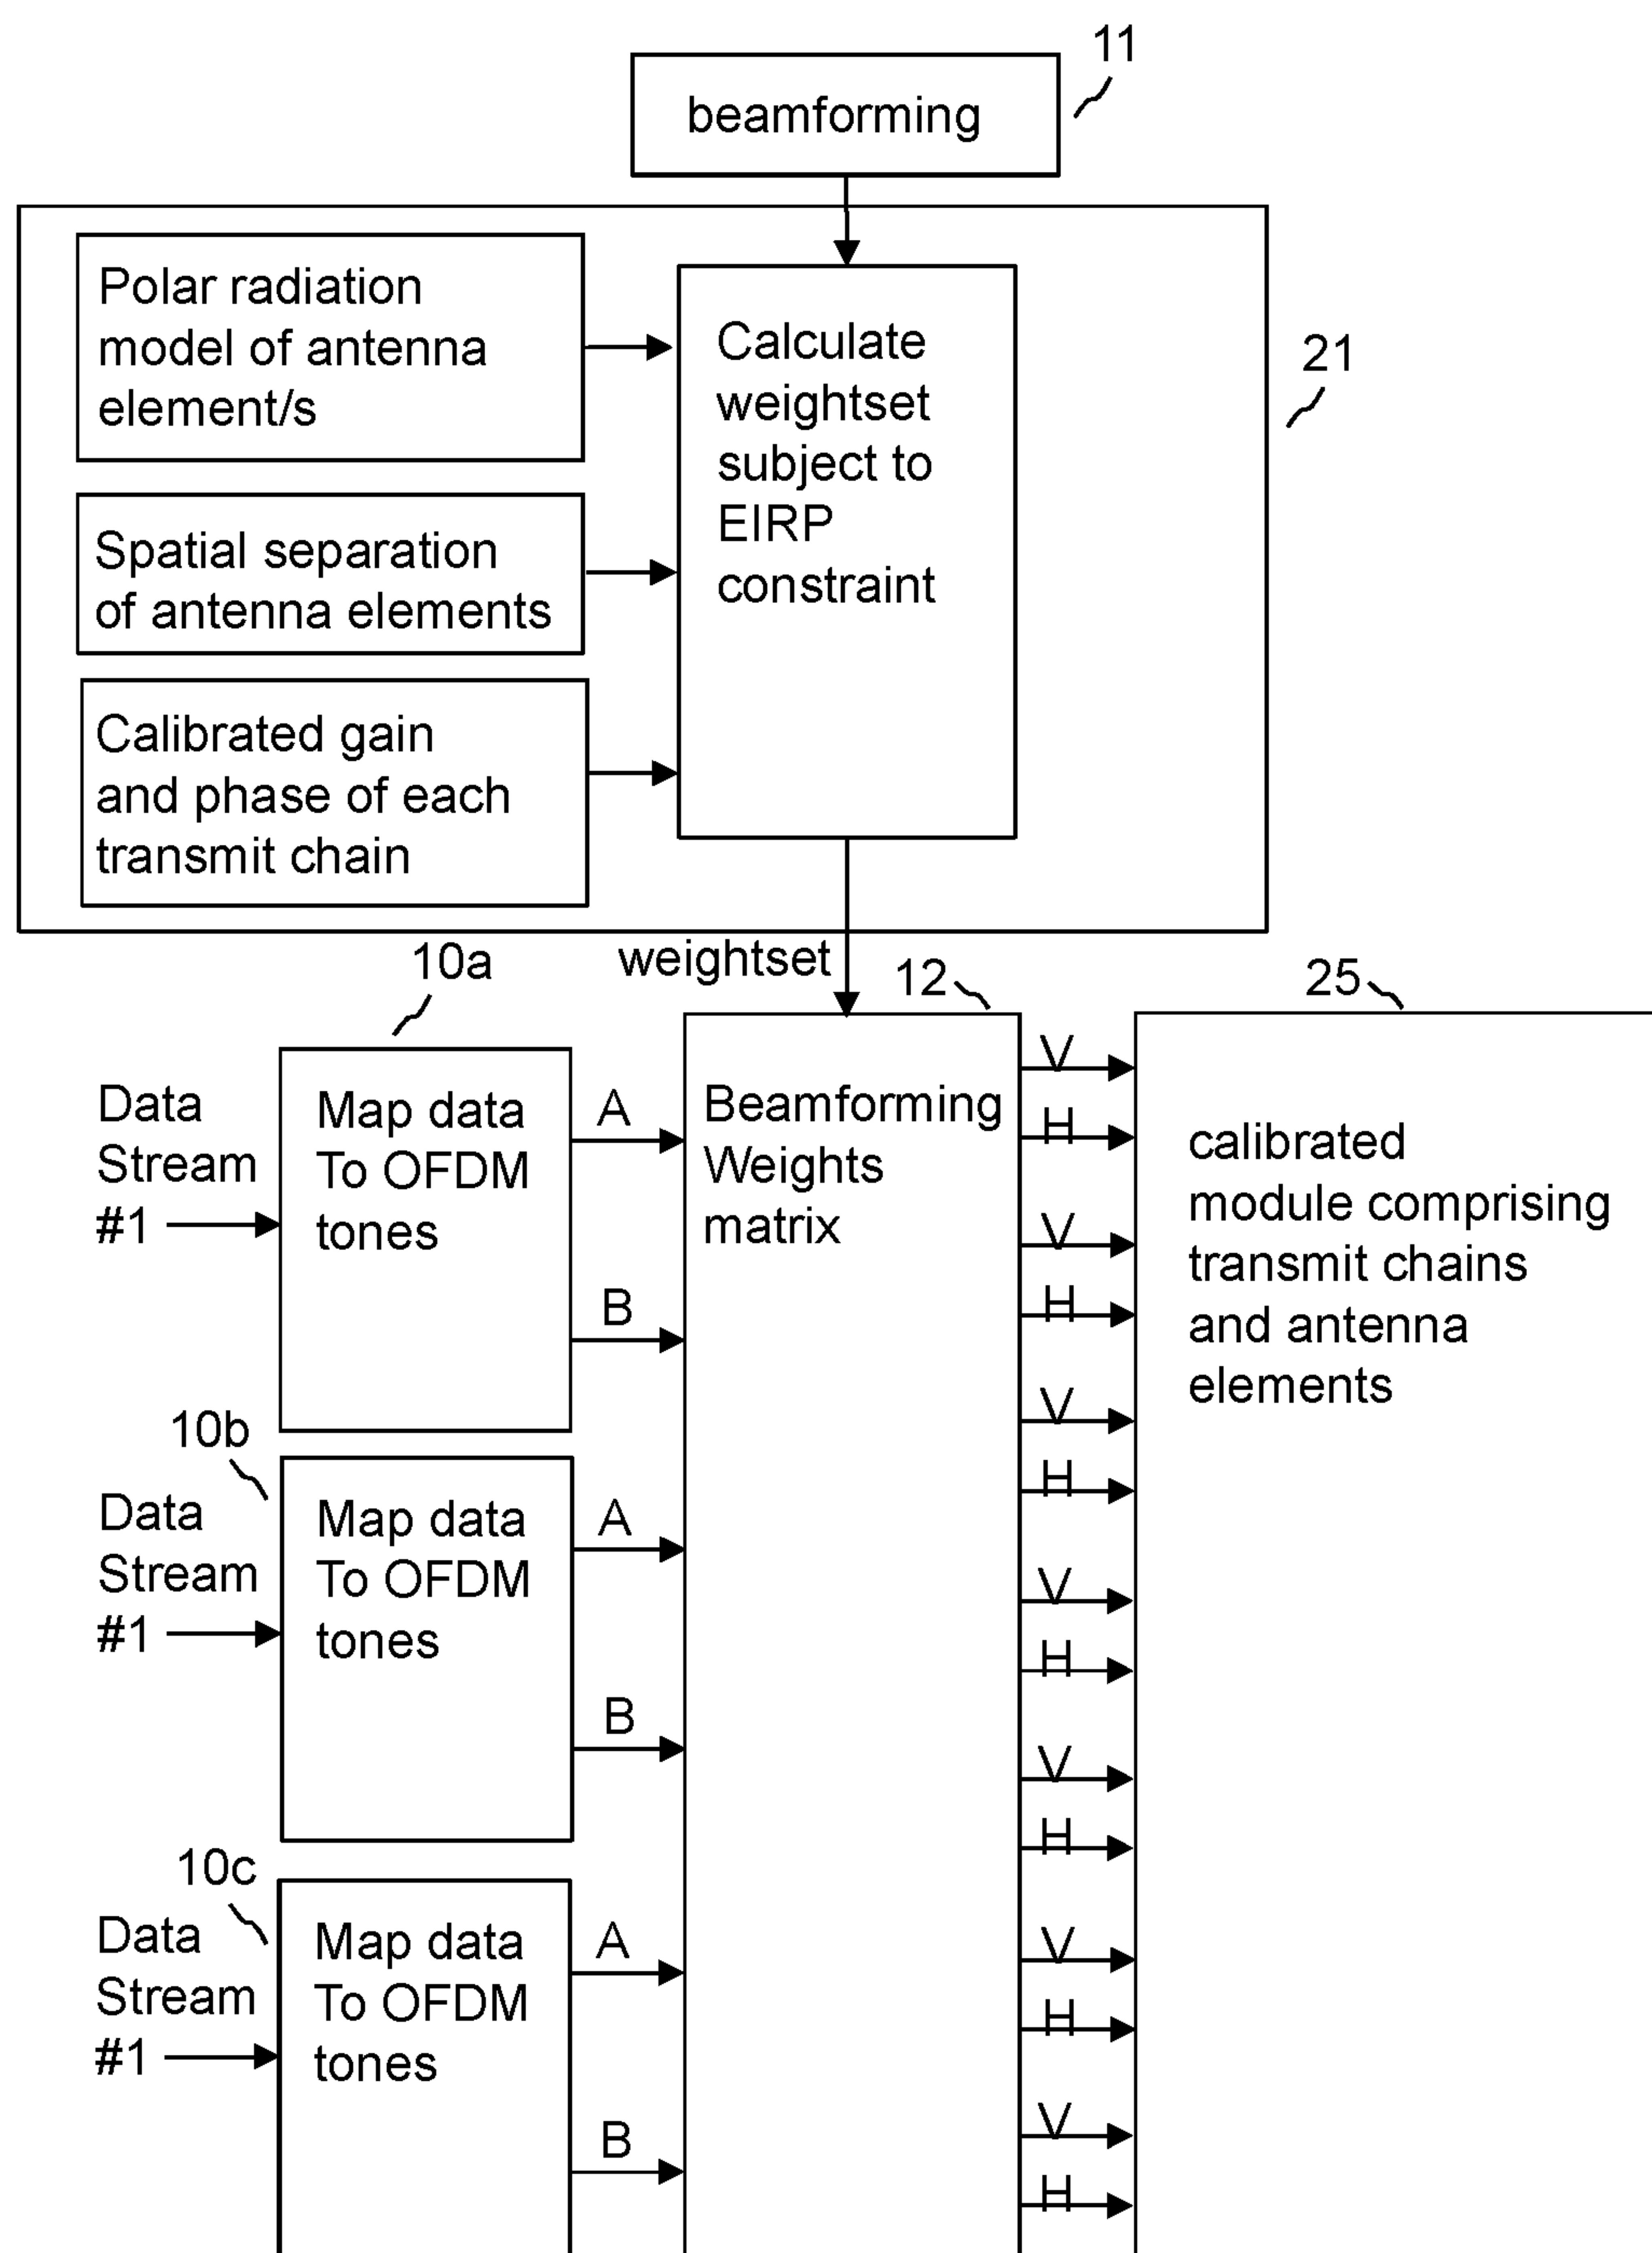 11
beamforming
Polar radiation
model of antenna
element/s
Spatial separation
of antenna elements
Calibrated gain
and phase of each
transmit chain
Calculate
weightset
subject to
EIRP
constraint
21
weightset
10a
12
25
Data
Stream
#1
Map data
To OFDM
tones
A
B
10b
Data
Stream
#1
Map data
To OFDM
tones
A
B
10c
Data
Stream
#1
Map data
To OFDM
tones
A
B
Beamforming
Weights
matrix
V
H
V
H
V
H
V
H
V
H
V
H
V
H
calibrated
module comprising
transmit chains
and antenna
elements